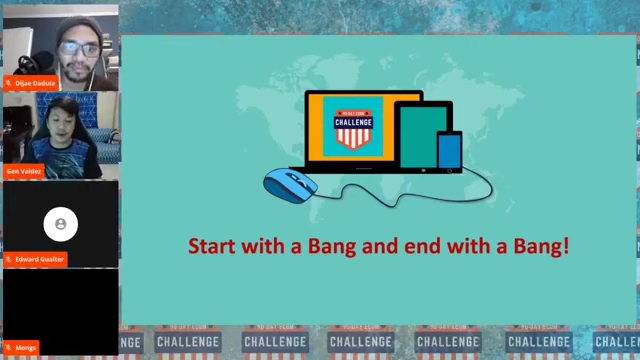 Dijae Dadula
Gen Valdez
Edward Gualter
Mongs
CHALLENGE
Start with a Bang and end with a Bang!
CHALLENGE
CHALLENGE
CHALLENGE
CHALLENGE
CHALLENGE